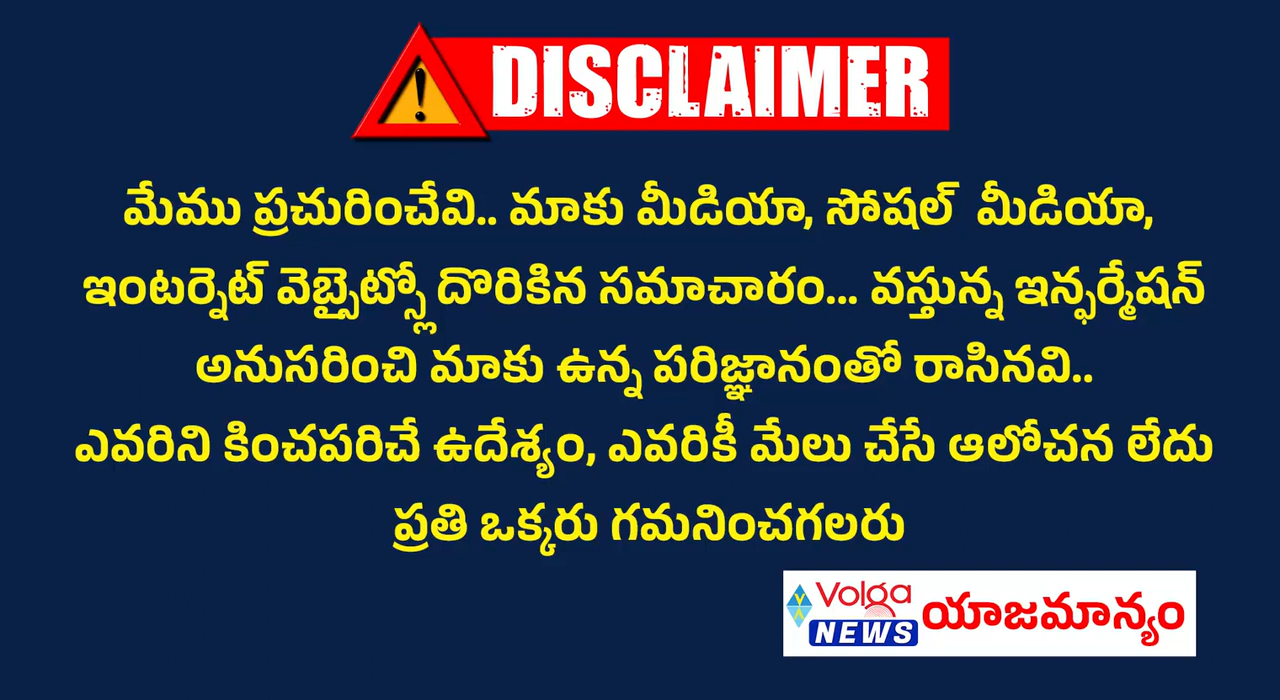 DISCLAIMER
మేము ప్రచురించేవి.. మాకు మీడియా, సోషల్ మీడియా,
ఇంటర్నెట్ వెబ్సైట్స్లో దొరికిన సమాచారం... వస్తున్న ఇన్ఫర్మేషన్
అనుసరించి మాకు ఉన్న పరిజ్ఞానంతో రాసినవి..
ఎవరిని కించపరిచే ఉదేశ్యం, ఎవరికీ మేలు చేసే ఆలోచన లేదు
ప్రతి ఒక్కరు గమనించగలరు
Volga
NEWS
యాజమాన్యం